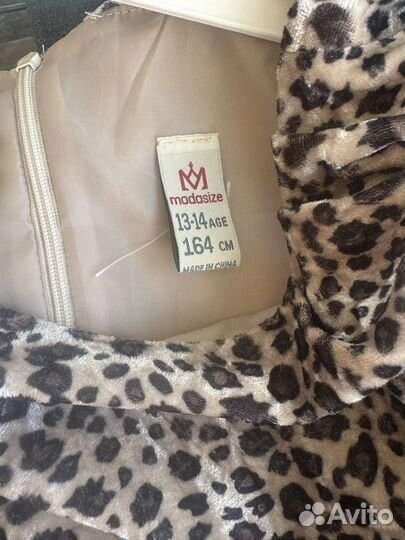 modasize
13-14 AGE
164 CM
MADE IN CHINA
Avito